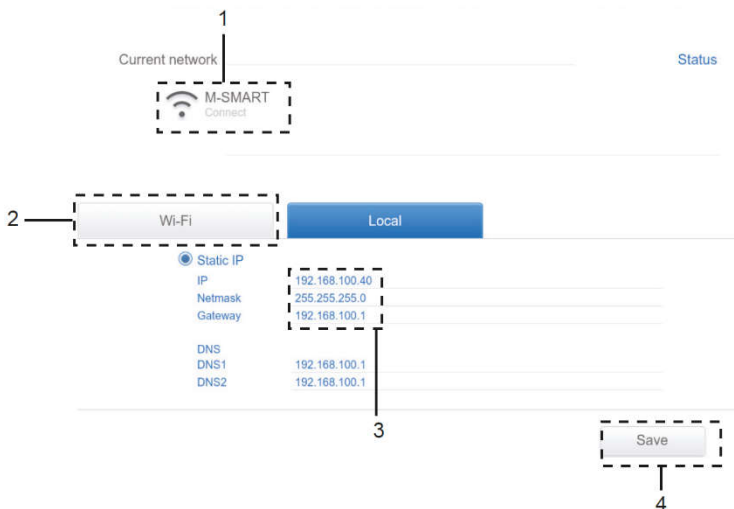 1
Current network
Status
M-SMART
Connect
2
Wi-Fi
Local
Static IP
IP 192.168.100.40
Netmask 255.255.255.0
Gateway 192.168.100.1
DNS
DNS1 192.168.100.1
DNS2 192.168.100.1
3
Save
4